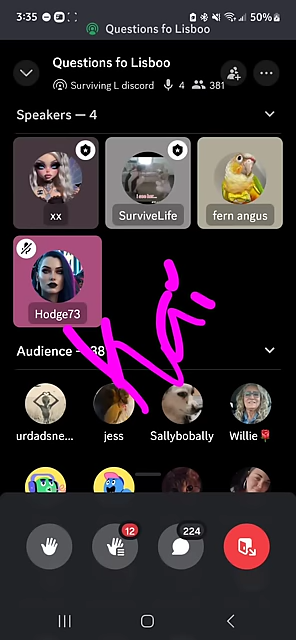 3:35
50%
Questions fo Lisboo
Questions fo Lisboo
Surviving L discord 4 381
Speakers — 4
xx
SurviveLife
fern angus
Hodge73
Audience — 38
Kai
urdadsne...
jess
Sallybobally
Willie
12
224